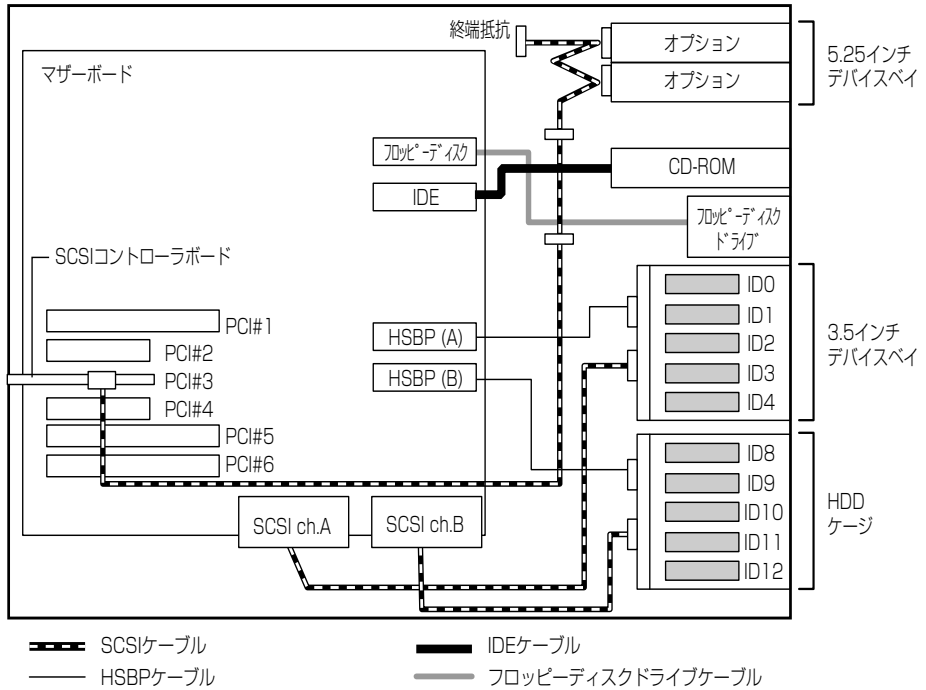 終端抵抗
オプション
オプション
5.25インチ
デバイスベイ
マザーボード
ﾌﾛｯﾋﾟｰﾃﾞｨｽｸ
IDE
CD-ROM
ﾌﾛｯﾋﾟｰﾃﾞｨｽｸ
ﾄﾞﾗｲﾌﾞ
SCSIコントローラボード
PCI#1
PCI#2
PCI#3
PCI#4
PCI#5
PCI#6
HSBP (A)
HSBP (B)
ID0
ID1
ID2
ID3
ID4
3.5インチ
デバイスベイ
ID8
ID9
ID10
ID11
ID12
HDD
ケージ
SCSI ch.A
SCSI ch.B
SCSIケーブル
IDEケーブル
HSBPケーブル
フロッピーディスクドライブケーブル